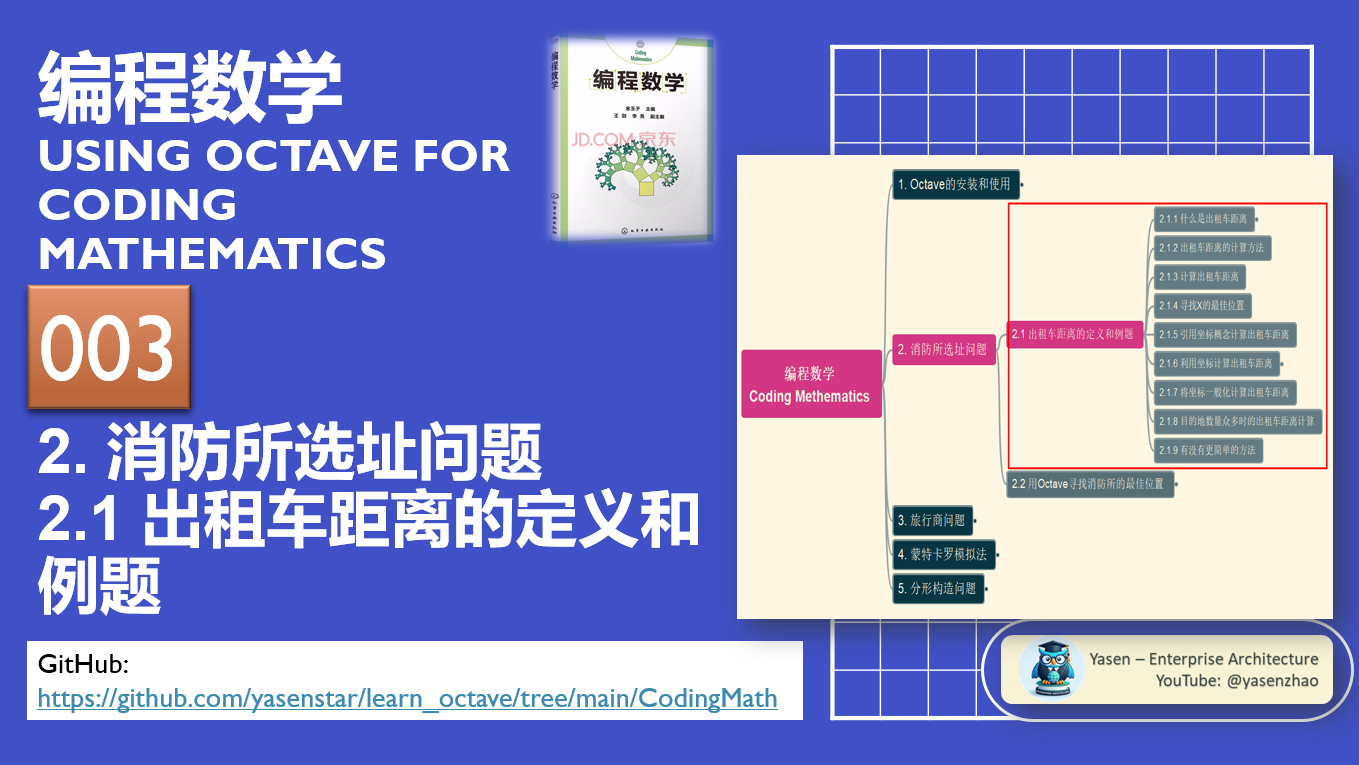 编程数学
USING OCTAVE FOR
CODING
MATHEMATICS
003
2. 消防所选址问题
2.1 出租车距离的定义和
例题
GitHub:
https://github.com/yasenstar/learn_octave/tree/main/CodingMath
Coding
Mathematics
编程数学
编程数学
金玉子 主编
JD.COM 京东
化学工业出版社
编程数学
Coding Methematics
1. Octave的安装和使用
2. 消防所选址问题
2.1 出租车距离的定义和例题
2.1.1 什么是出租车距离
2.1.2 出租车距离的计算方法
2.1.3 计算出租车距离
2.1.4 寻找X的最佳位置
2.1.5 引用坐标概念计算出租车距离
2.1.6 利用坐标计算出租车距离
2.1.7 将坐标一般化计算出租车距离
2.1.8 目的地数量众多时的出租车距离计算
2.1.9 有没有更简单的方法
2.2 用Octave寻找消防所的最佳位置
3. 旅行商问题
4. 蒙特卡罗模拟法
5. 分形构造问题
Yasen – Enterprise Architecture
YouTube: @yasenzhao